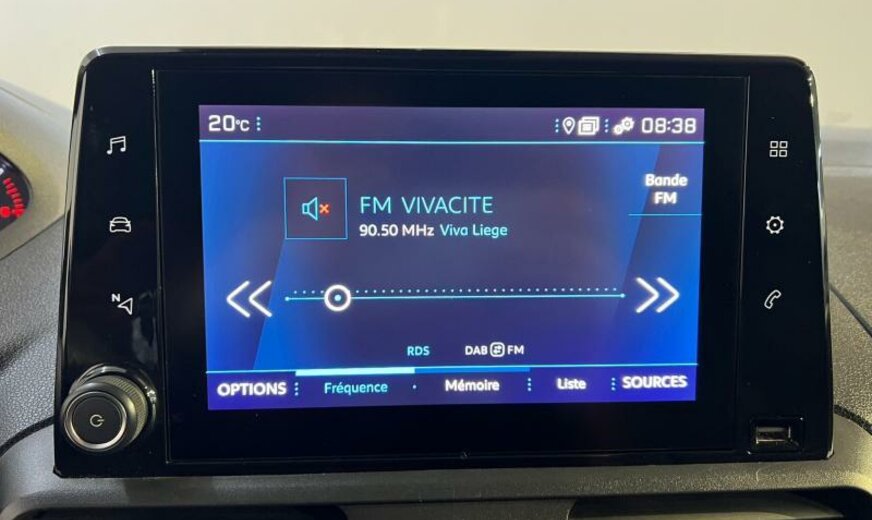 20°C
08:38
Bande
FM
FM VIVACITE
90.50 MHz Viva Liege
N
RDS
DAB FM
OPTIONS
Fréquence
Mémoire
Liste
SOURCES